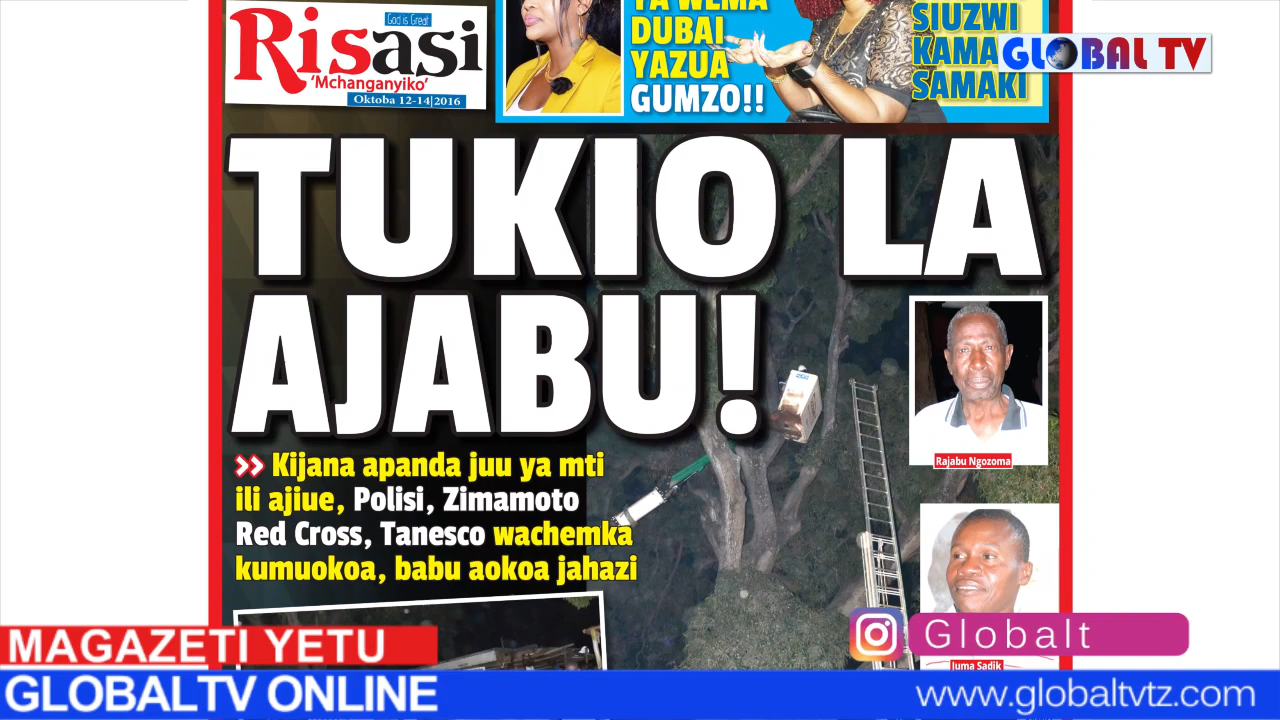 God is Great
Risasi
'Mchanganyiko'
Oktoba 12-14|2016
YA WEMA
DUBAI
YAZUA
GUMZO!!
SIUZWI
KAMA
SAMAKI
GLOBAL TV
TUKIO LA
AJABU!
>> Kijana apanda juu ya mti
ili ajiue, Polisi, Zimamoto
Red Cross, Tanesco wachemka
kumuokoa, babu aokoa jahazi
Rajabu Ngozoma
Juma Sadik
MAGAZETI YETU
GLOBALTV ONLINE
Globalt
www.globaltvtz.com